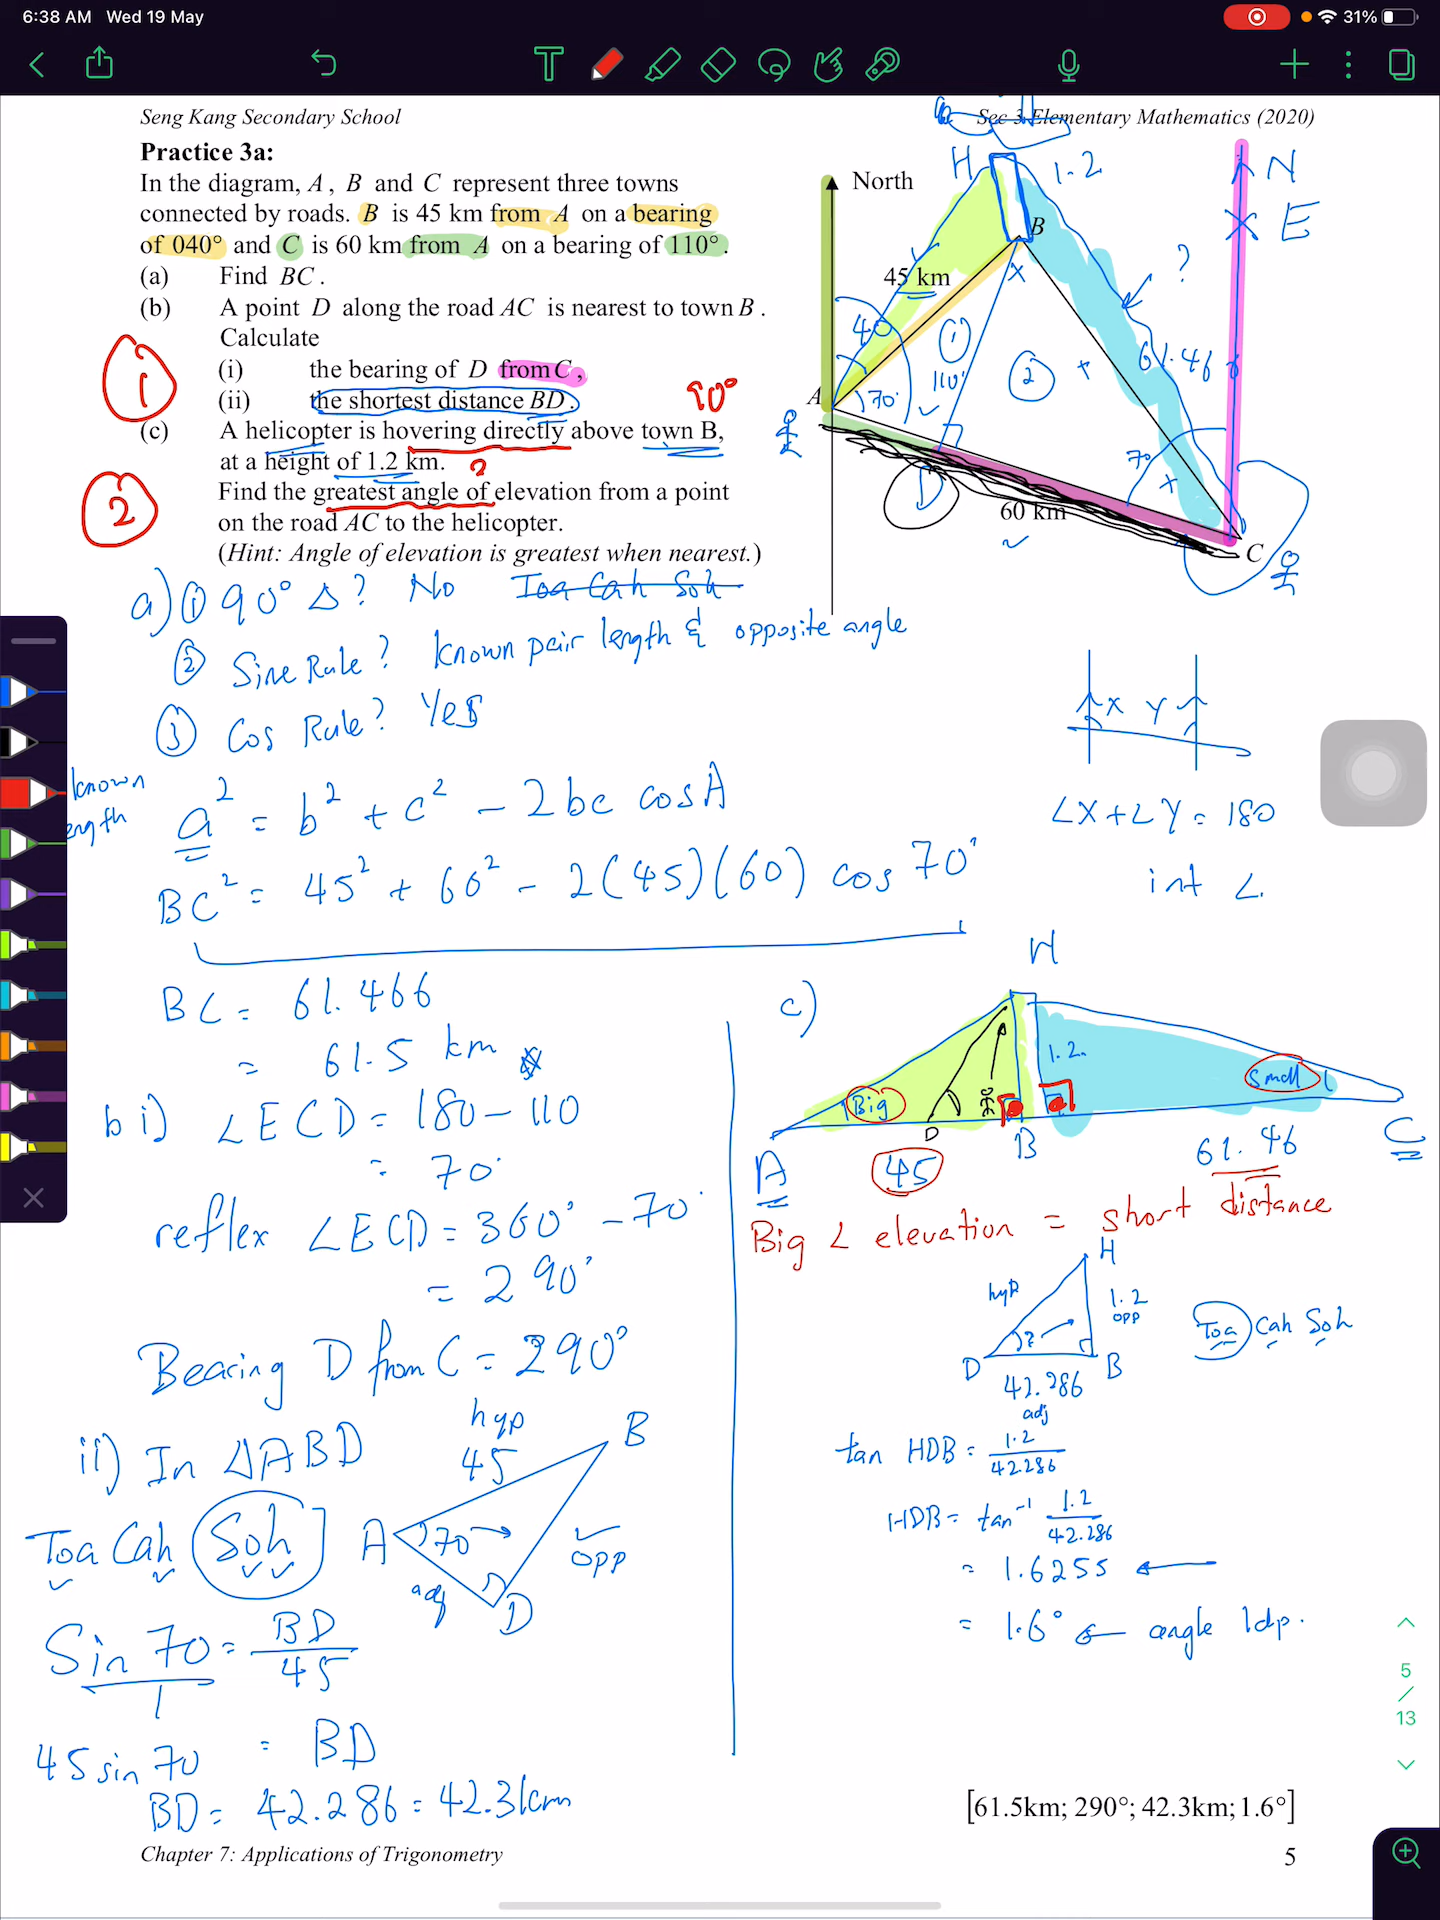 6:38 AM Wed 19 May
31%
Seng Kang Secondary School
Sec 3 Elementary Mathematics (2020)
Practice 3a:
In the diagram, A, B and C represent three towns
connected by roads. B is 45 km from A on a bearing
of 040° and C is 60 km from A on a bearing of 110°.
(a) Find BC.
(b) A point D along the road AC is nearest to town B.
Calculate
(i) the bearing of D from C,
(ii) the shortest distance BD.
(c) A helicopter is hovering directly above town B,
at a height of 1.2 km.
Find the greatest angle of elevation from a point
on the road AC to the helicopter.
(Hint: Angle of elevation is greatest when nearest.)
1
2
90°
?
North
H
1.2
N
E
B
x
?
45 km
40
1
110°
2
61.46
A
70°
70
D
60 km
C
a) 1 90° Δ? No Toa Cah Soh
2 Sine Rule? known pair length & opposite angle
3 Cos Rule? Yes
known
length
a² = b² + c² - 2bc cos A
BC² = 45² + 60² - 2(45)(60) cos 70°
X Y
∠X + ∠Y = 180
int ∠.
BC = 61.466
= 61.5 km
b i) ∠ECD = 180 - 110
= 70°
reflex ∠ECD = 360° - 70°
= 290°
Bearing D from C = 290°
ii) In ΔABD
Toa Cah Soh
hyp
45
B
A
70
opp
adj
D
Sin 70 = BD/45
1
45 sin 70 = BD
BD = 42.286 = 42.3 km
c)
H
1.2.
Big
Small
D
B
A
45
61.46
C
Big ∠ elevation = short distance
H
hyp
1.2
opp
?
D
B
42.286
adj
Toa Cah Soh
tan HDB = 1.2/42.286
HDB = tan⁻¹ 1.2/42.286
= 1.6255 ←
= 1.6° ← angle 1dp.
5
/
13
[61.5km; 290°; 42.3km; 1.6°]
Chapter 7: Applications of Trigonometry
5